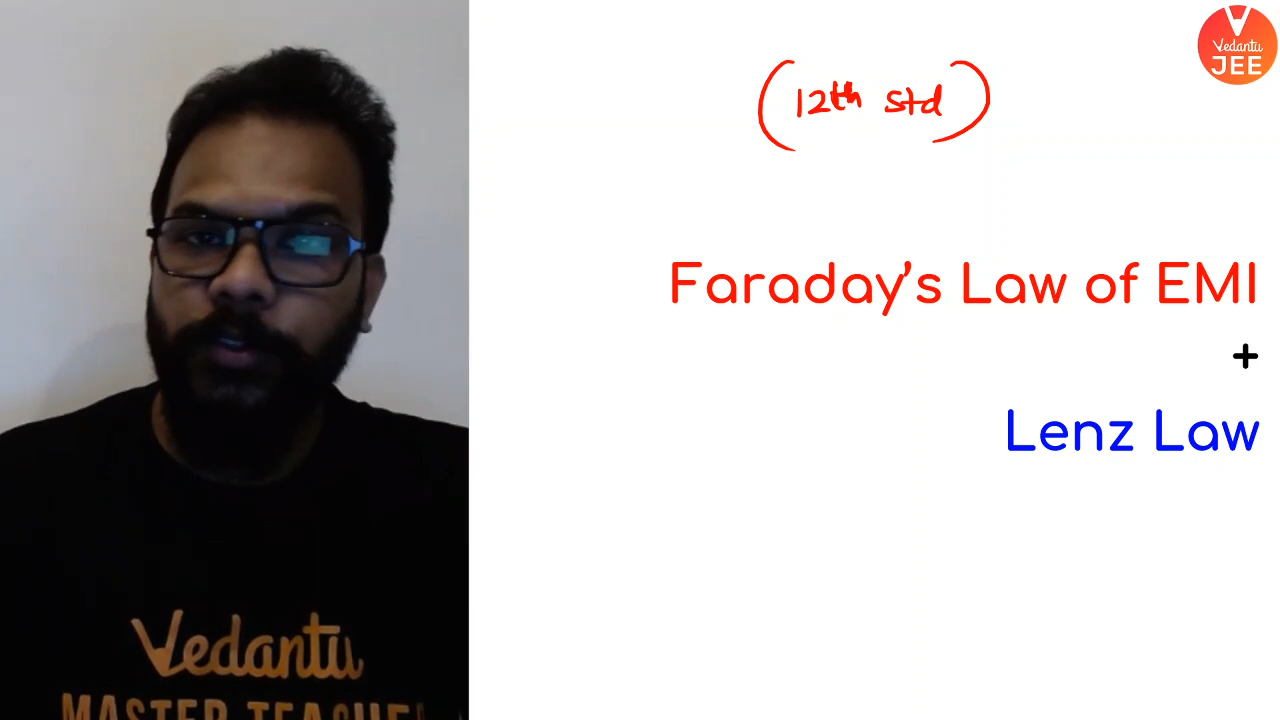 Vedantu
JEE
(12th Std)
Faraday's Law of EMI
+
Lenz Law
Vedantu
MASTER TEACHER